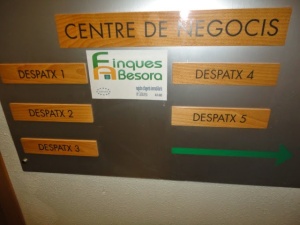 CENTRE DE NEGOCIS
Finques
Besora
DESPATX 1
DESPATX 2
DESPATX 3
DESPATX 4
DESPATX 5